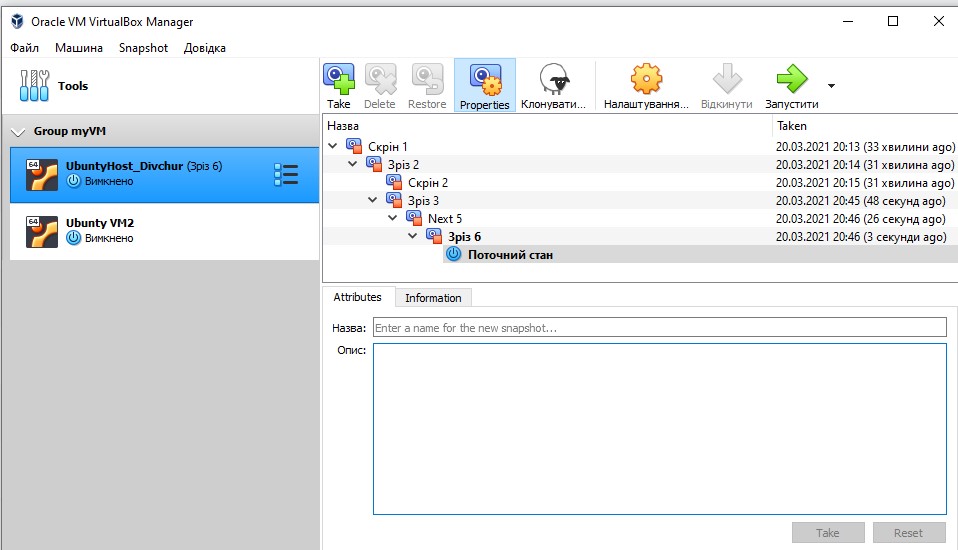 Oracle VM VirtualBox Manager
Файл Машина Snapshot Довідка
Tools
Take Delete Restore Properties Клонувати... Налаштування... Відкинути Запустити
Group myVM
Назва Taken
64 UbuntyHost_Divchur (Зріз 6)
Вимкнено
64 Ubunty VM2
Вимкнено
Скрін 1 20.03.2021 20:13 (33 хвилини ago)
Зріз 2 20.03.2021 20:14 (31 хвилина ago)
Скрін 2 20.03.2021 20:15 (31 хвилина ago)
Зріз 3 20.03.2021 20:45 (48 секунд ago)
Next 5 20.03.2021 20:46 (26 секунд ago)
Зріз 6 20.03.2021 20:46 (3 секунди ago)
Поточний стан
Attributes Information
Назва: Enter a name for the new snapshot...
Опис:
Take Reset